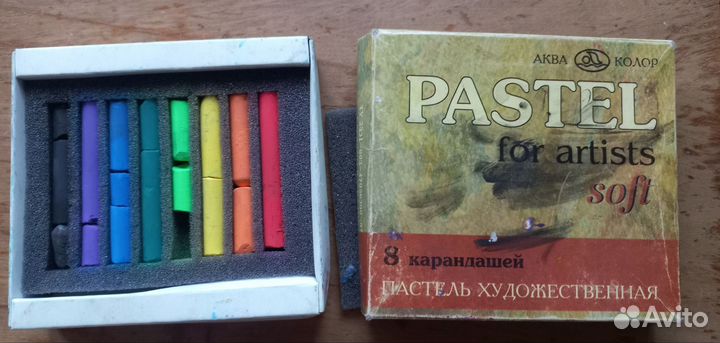 АКВА КОЛОР
PASTEL
for artists
soft
8 карандашей
ПАСТЕЛЬ ХУДОЖЕСТВЕННАЯ
Avito